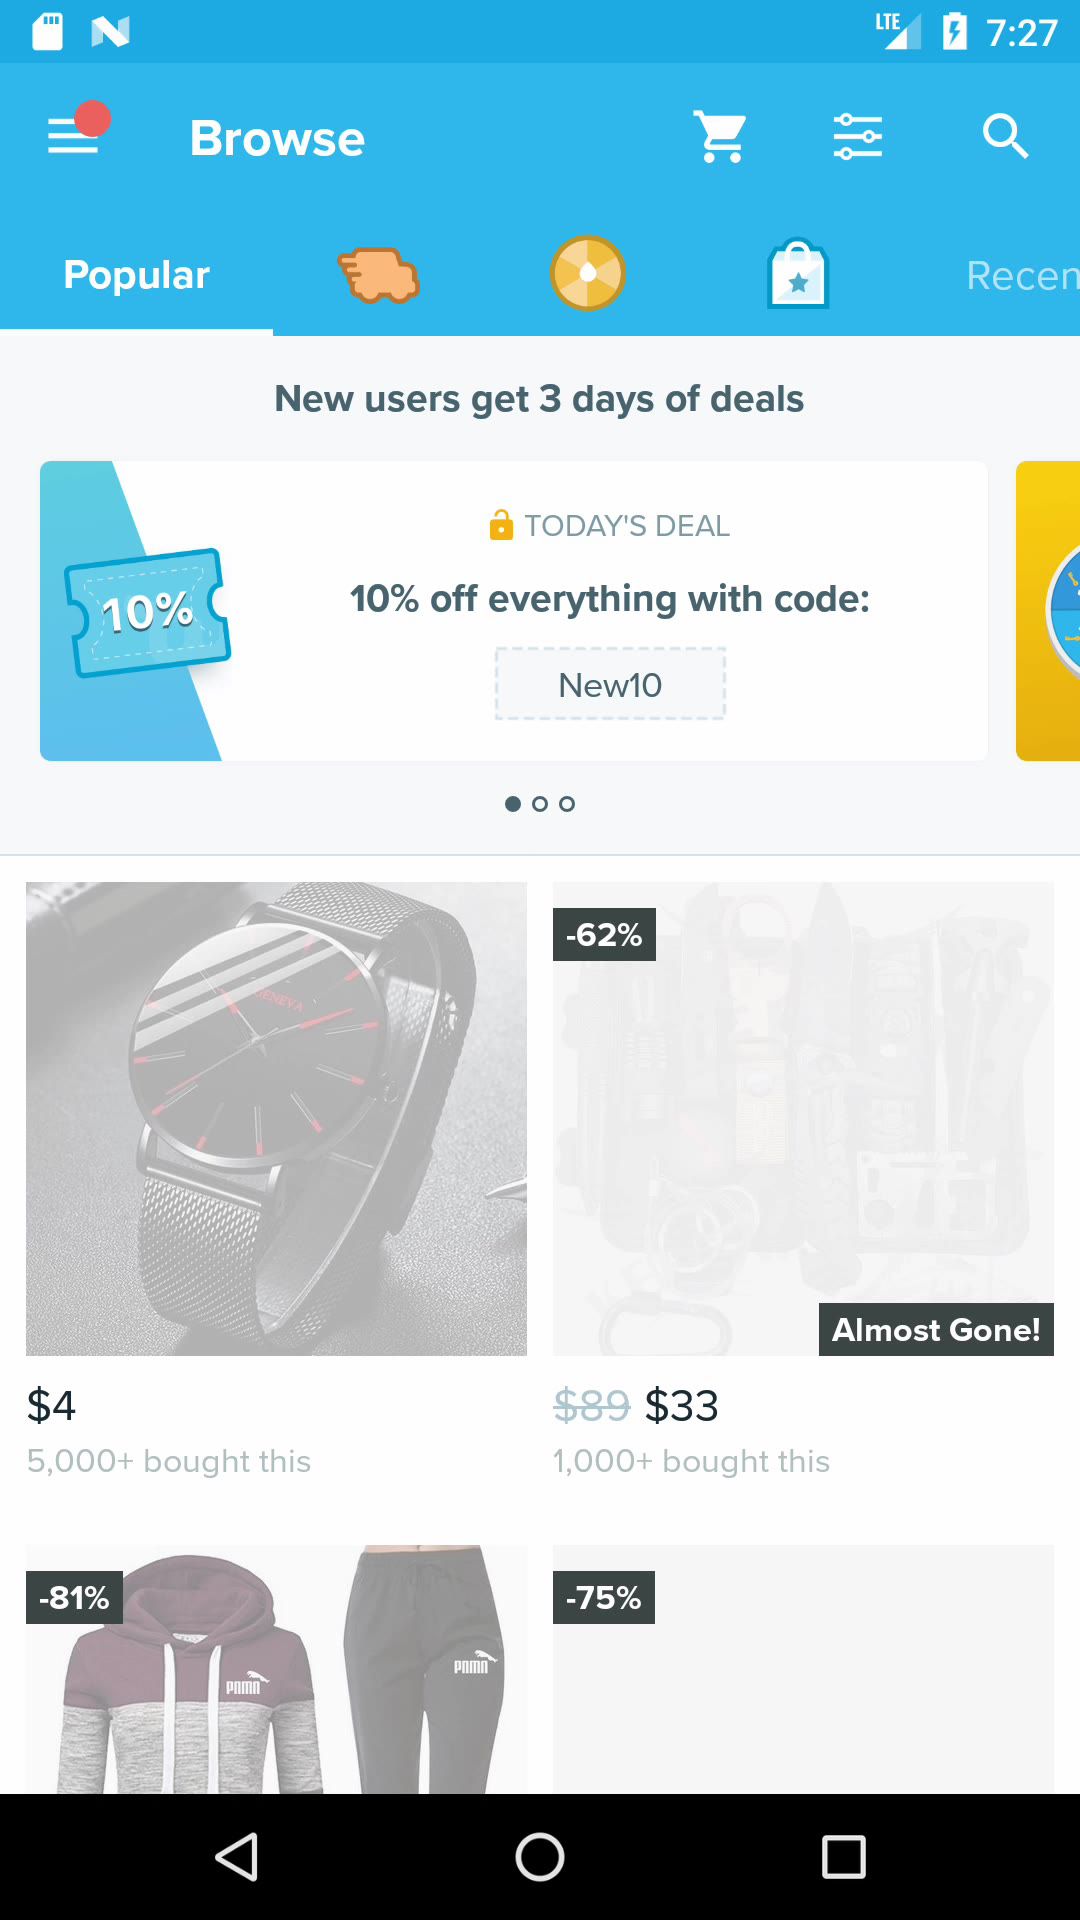 LTE 7:27
Browse
Popular
Recen
New users get 3 days of deals
TODAY'S DEAL
10%
10% off everything with code:
New10
GENEVA
-62%
Almost Gone!
$4
$89 $33
5,000+ bought this
1,000+ bought this
-81%
-75%
PNMN
PNMN